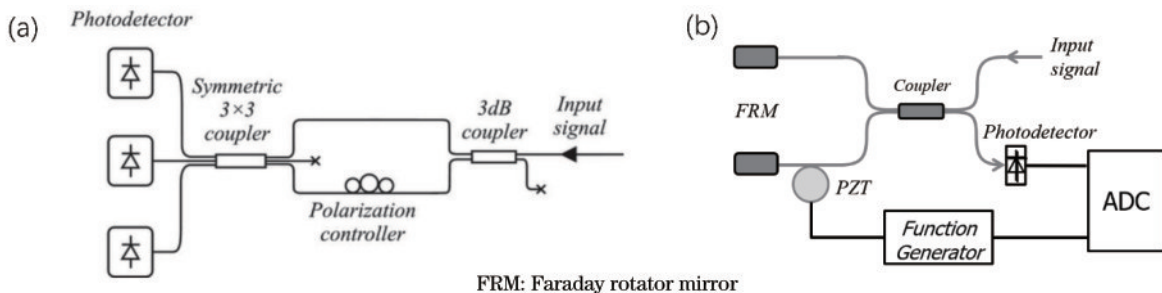 (a)
Photodetector
Symmetric
3×3
coupler
3dB
coupler
Input
signal
Polarization
controller
(b)
Input
signal
Coupler
FRM
Photodetector
PZT
ADC
Function
Generator
FRM: Faraday rotator mirror